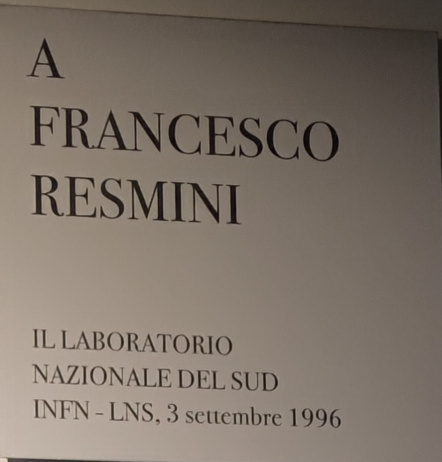 A
FRANCESCO
RESMINI
IL LABORATORIO
NAZIONALE DEL SUD
INFN - LNS, 3 settembre 1996